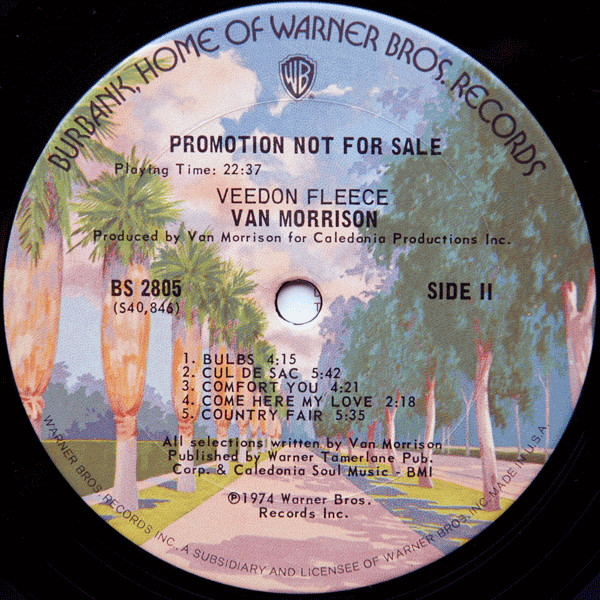 BURBANK, HOME OF WARNER BROS. RECORDS
WB
PROMOTION NOT FOR SALE
Playing Time: 22:37
VEEDON FLEECE
VAN MORRISON
Produced by Van Morrison for Caledonia Productions Inc.
BS 2805
(S40,846)
SIDE II
1. BULBS 4:15
2. CUL DE SAC 5:42
3. COMFORT YOU 4:21
4. COME HERE MY LOVE 2:18
5. COUNTRY FAIR 5:35
All selections written by Van Morrison
Published by Warner Tamerlane Pub.
Corp. & Caledonia Soul Music - BMI
℗1974 Warner Bros.
Records Inc.
WARNER BROS. RECORDS INC., A SUBSIDIARY AND LICENSEE OF WARNER BROS. INC. MADE IN U.S.A.